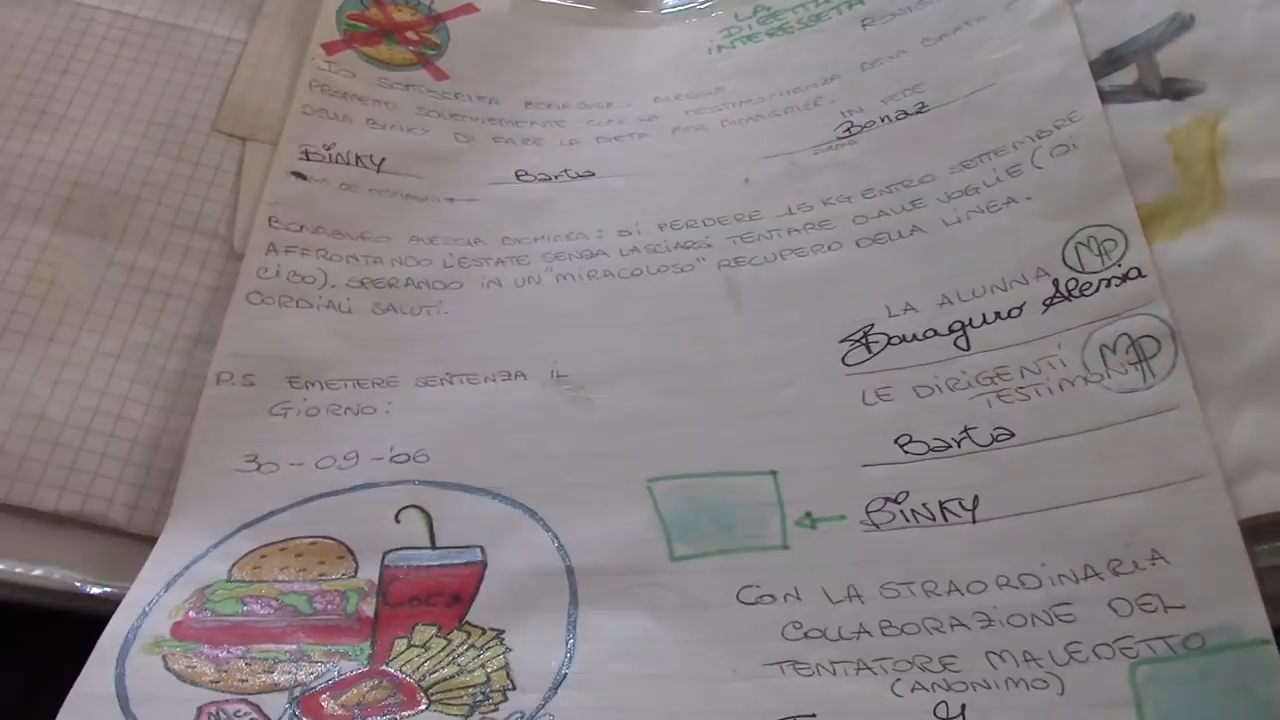 LA
DIRETTA
INTERESSETA
IO SOTTOSCRITTA BONAGURO ALESSIA
PROMETTO SOLENNEMENTE CON LA TESTIMONIANZA DELLA BARTA E
DELLA BINKY DI FARE LA DIETA PER DIMAGRIRE.
IN FEDE
Bonaz
FIRMA
BINKY
Barta
BONAGURO ALESSIA DICHIARA: DI PERDERE 15 KG ENTRO SETTEMBRE
AFFRONTANDO L'ESTATE SENZA LASCIARSI TENTARE DALLE VOGLIE (DI
CIBO). SPERANDO IN UN "MIRACOLOSO" RECUPERO DELLA LINEA.
CORDIALI SALUTI.
LA ALUNNA MP
Bonaguro Alessia
P.S EMETTERE SENTENZA IL
GIORNO:
30-09-'06
LE DIRIGENTI MP
TESTIMONI
Barta
BINKY
CON LA STRAORDINARIA
COLLABORAZIONE DEL
TENTATORE MALEDETTO
(ANONIMO)
COCA
Mc